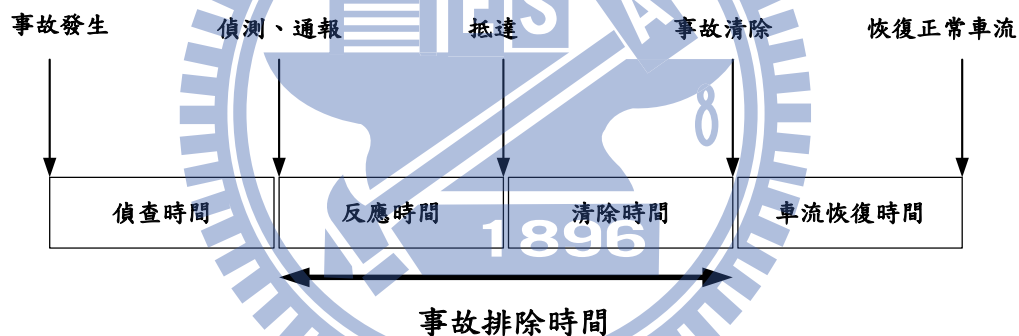 事故發生 偵測、通報 抵達 事故清除 恢復正常車流
ES A
8
偵查時間 反應時間 清除時間 車流恢復時間
1896
事故排除時間